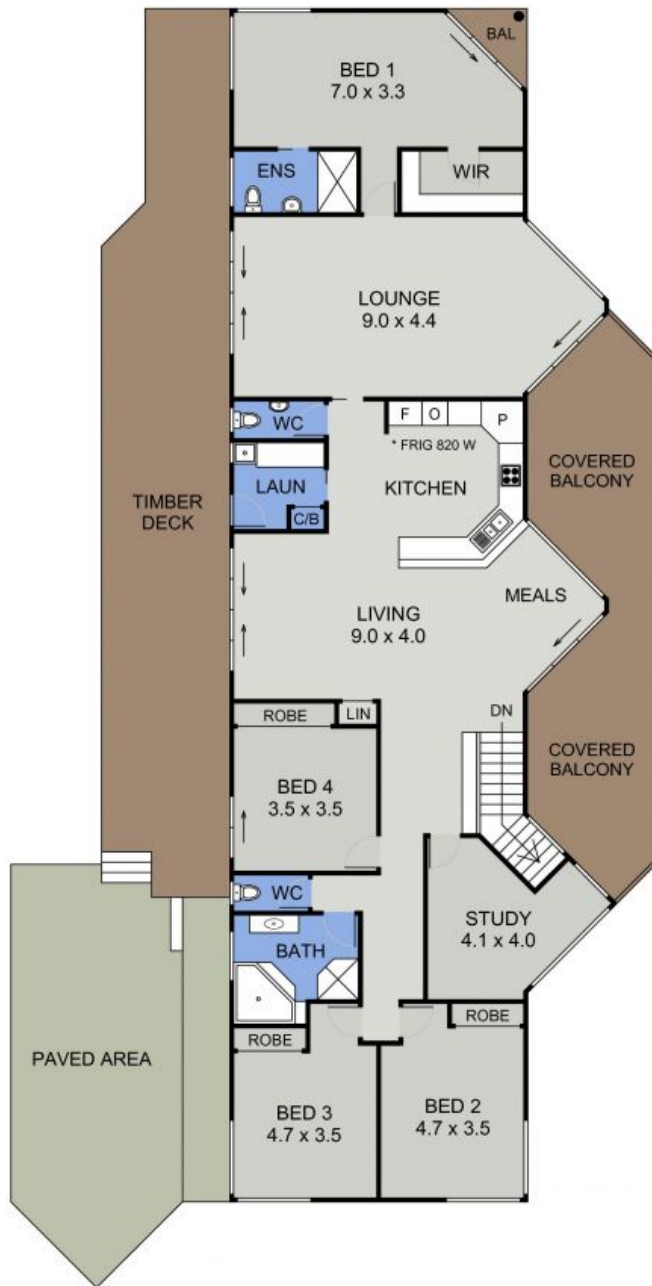 BAL
BED 1
7.0 x 3.3
ENS
WIR
LOUNGE
9.0 x 4.4
WC
F
O
P
* FRIG 820 W
KITCHEN
LAUN
C/B
TIMBER
DECK
COVERED
BALCONY
MEALS
LIVING
9.0 x 4.0
ROBE
LIN
DN
BED 4
3.5 x 3.5
COVERED
BALCONY
WC
BATH
STUDY
4.1 x 4.0
ROBE
ROBE
PAVED AREA
BED 3
4.7 x 3.5
BED 2
4.7 x 3.5